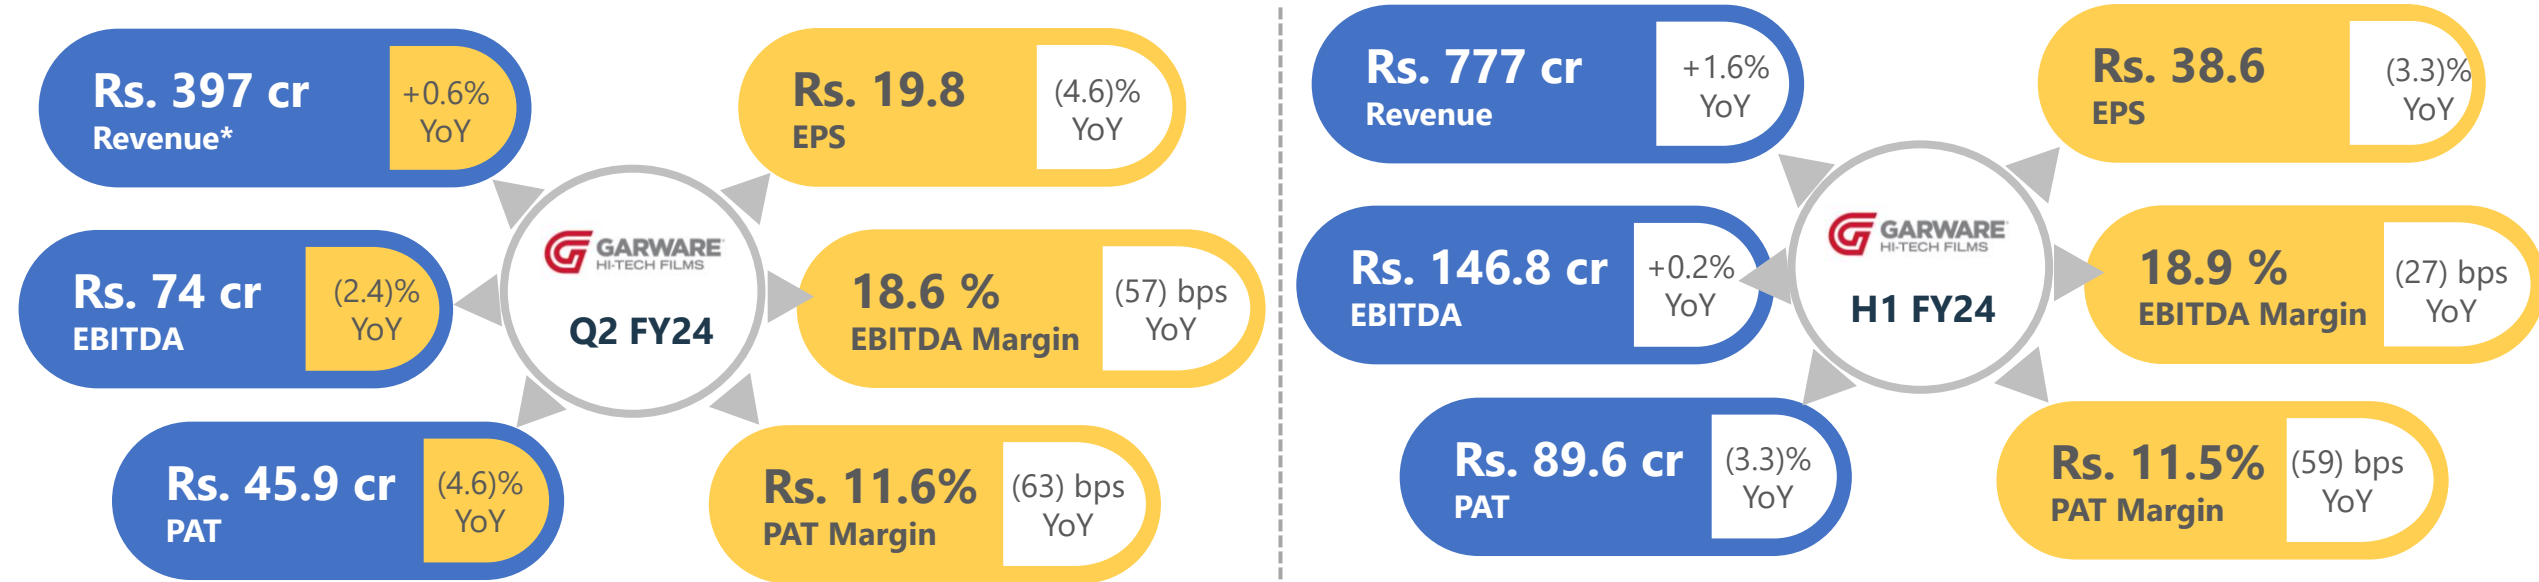 Rs. 397 cr
Revenue*
+0.6%
YoY
Rs. 19.8
EPS
(4.6)%
YoY
Rs. 74 cr
EBITDA
(2.4)%
YoY
GARWARE
HI-TECH FILMS
Q2 FY24
18.6 %
EBITDA Margin
(57) bps
YoY
Rs. 45.9 cr
PAT
(4.6)%
YoY
Rs. 11.6%
PAT Margin
(63) bps
YoY
Rs. 777 cr
Revenue
+1.6%
YoY
Rs. 38.6
EPS
(3.3)%
YoY
Rs. 146.8 cr
EBITDA
+0.2%
YoY
GARWARE
HI-TECH FILMS
H1 FY24
18.9 %
EBITDA Margin
(27) bps
YoY
Rs. 89.6 cr
PAT
(3.3)%
YoY
Rs. 11.5%
PAT Margin
(59) bps
YoY